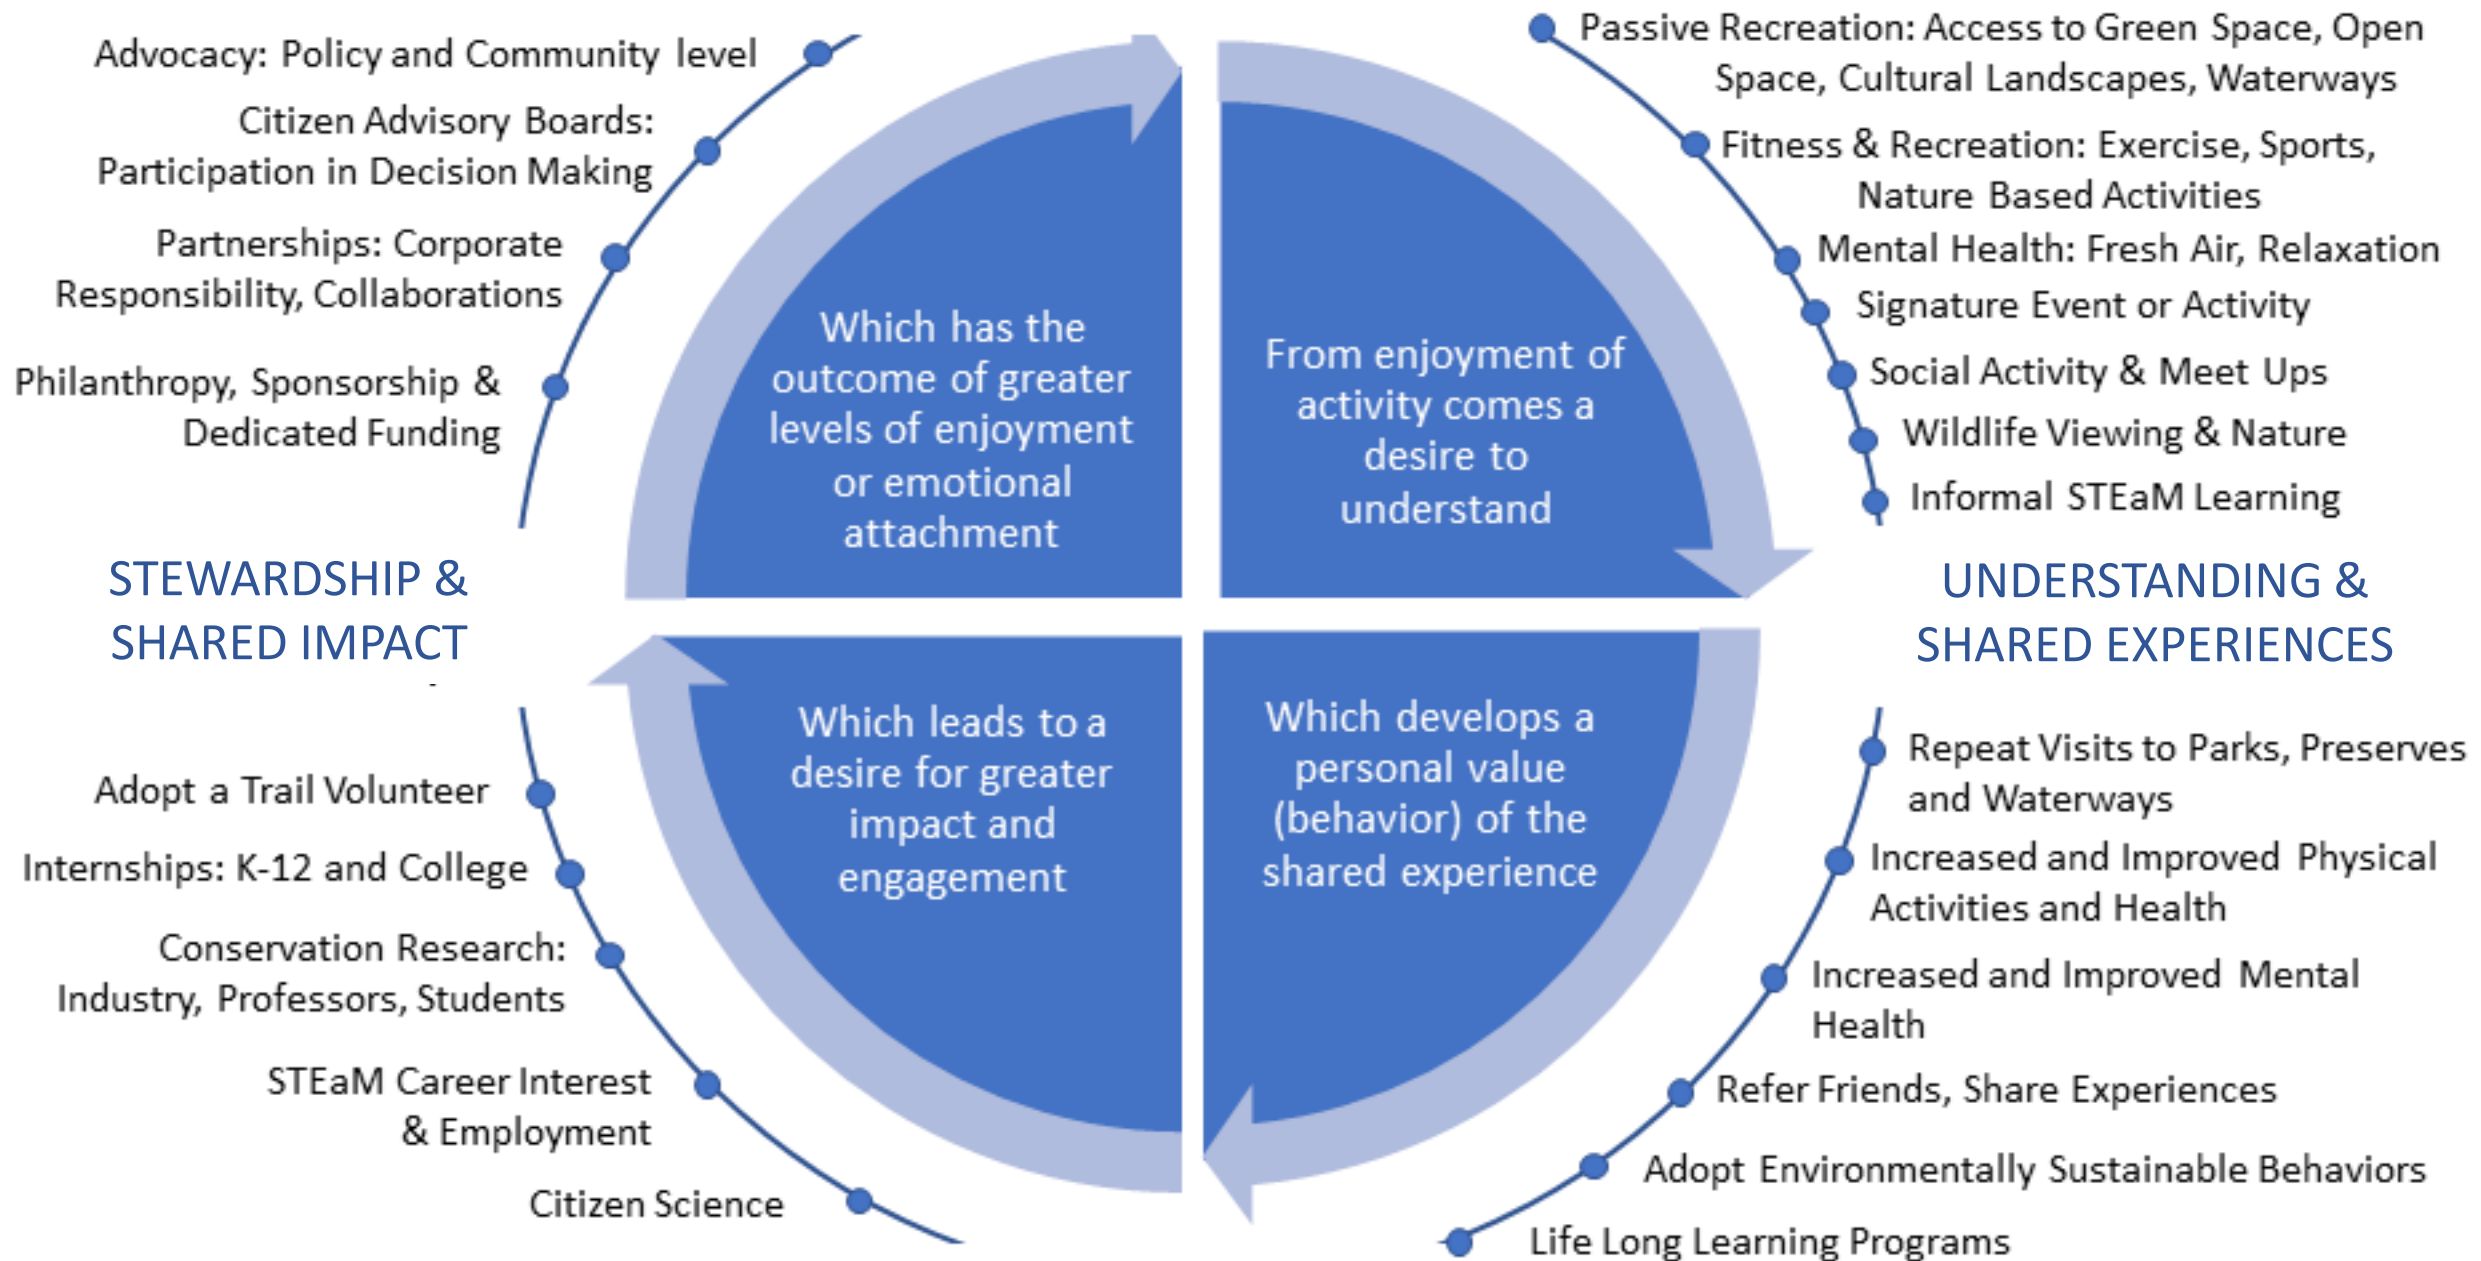 Advocacy: Policy and Community level
Citizen Advisory Boards:
Participation in Decision Making
Partnerships: Corporate
Responsibility, Collaborations
Philanthropy, Sponsorship &
Dedicated Funding
STEWARDSHIP &
SHARED IMPACT
Adopt a Trail Volunteer
Internships: K-12 and College
Conservation Research:
Industry, Professors, Students
STEaM Career Interest
& Employment
Citizen Science
Which has the
outcome of greater
levels of enjoyment
or emotional
attachment
From enjoyment of
activity comes a
desire to
understand
Which leads to a
desire for greater
impact and
engagement
Which develops a
personal value
(behavior) of the
shared experience
Passive Recreation: Access to Green Space, Open
Space, Cultural Landscapes, Waterways
Fitness & Recreation: Exercise, Sports,
Nature Based Activities
Mental Health: Fresh Air, Relaxation
Signature Event or Activity
Social Activity & Meet Ups
Wildlife Viewing & Nature
Informal STEaM Learning
UNDERSTANDING &
SHARED EXPERIENCES
Repeat Visits to Parks, Preserves
and Waterways
Increased and Improved Physical
Activities and Health
Increased and Improved Mental
Health
Refer Friends, Share Experiences
Adopt Environmentally Sustainable Behaviors
Life Long Learning Programs